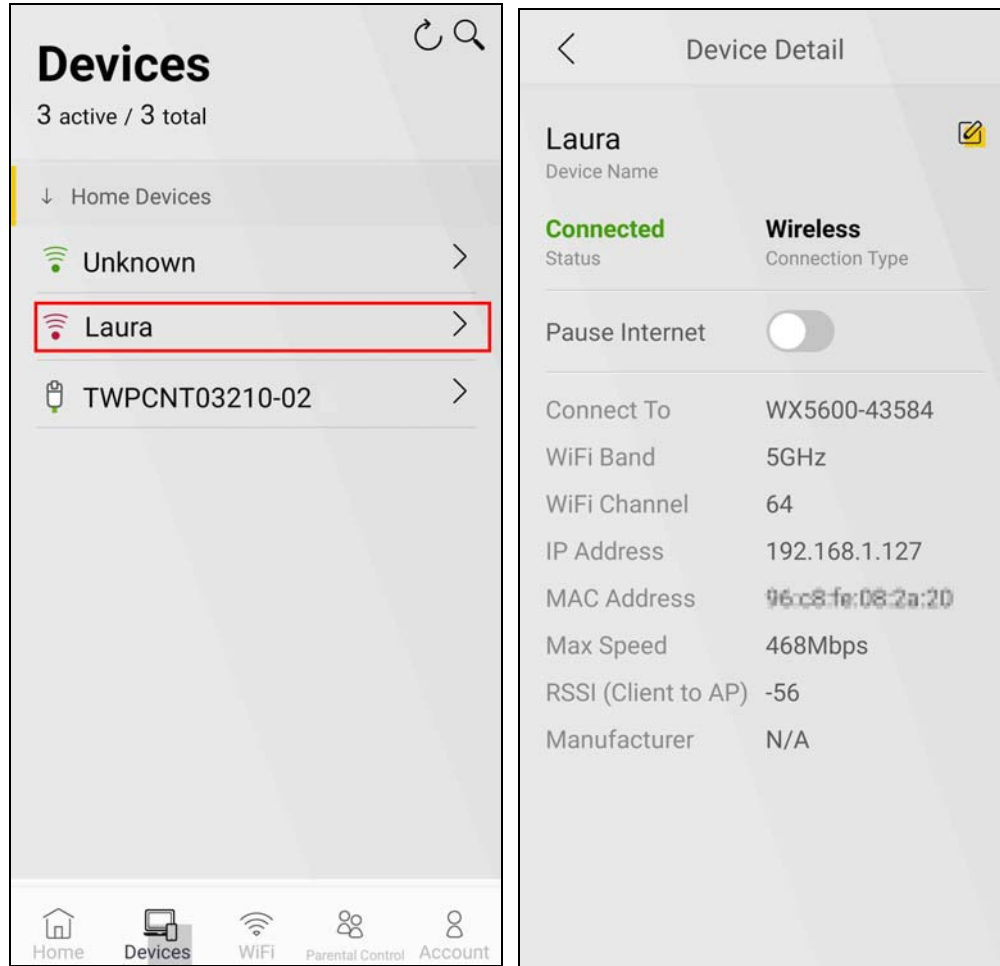 Devices
3 active / 3 total
↓ Home Devices
Unknown
Laura
TWPCNT03210-02
Home
Devices
WiFi
Parental Control
Account
Device Detail
Laura
Device Name
Connected
Wireless
Status
Connection Type
Pause Internet
Connect To
WX5600-43584
WiFi Band
5GHz
WiFi Channel
64
IP Address
192.168.1.127
MAC Address
Max Speed
468Mbps
RSSI (Client to AP)
-56
Manufacturer
N/A